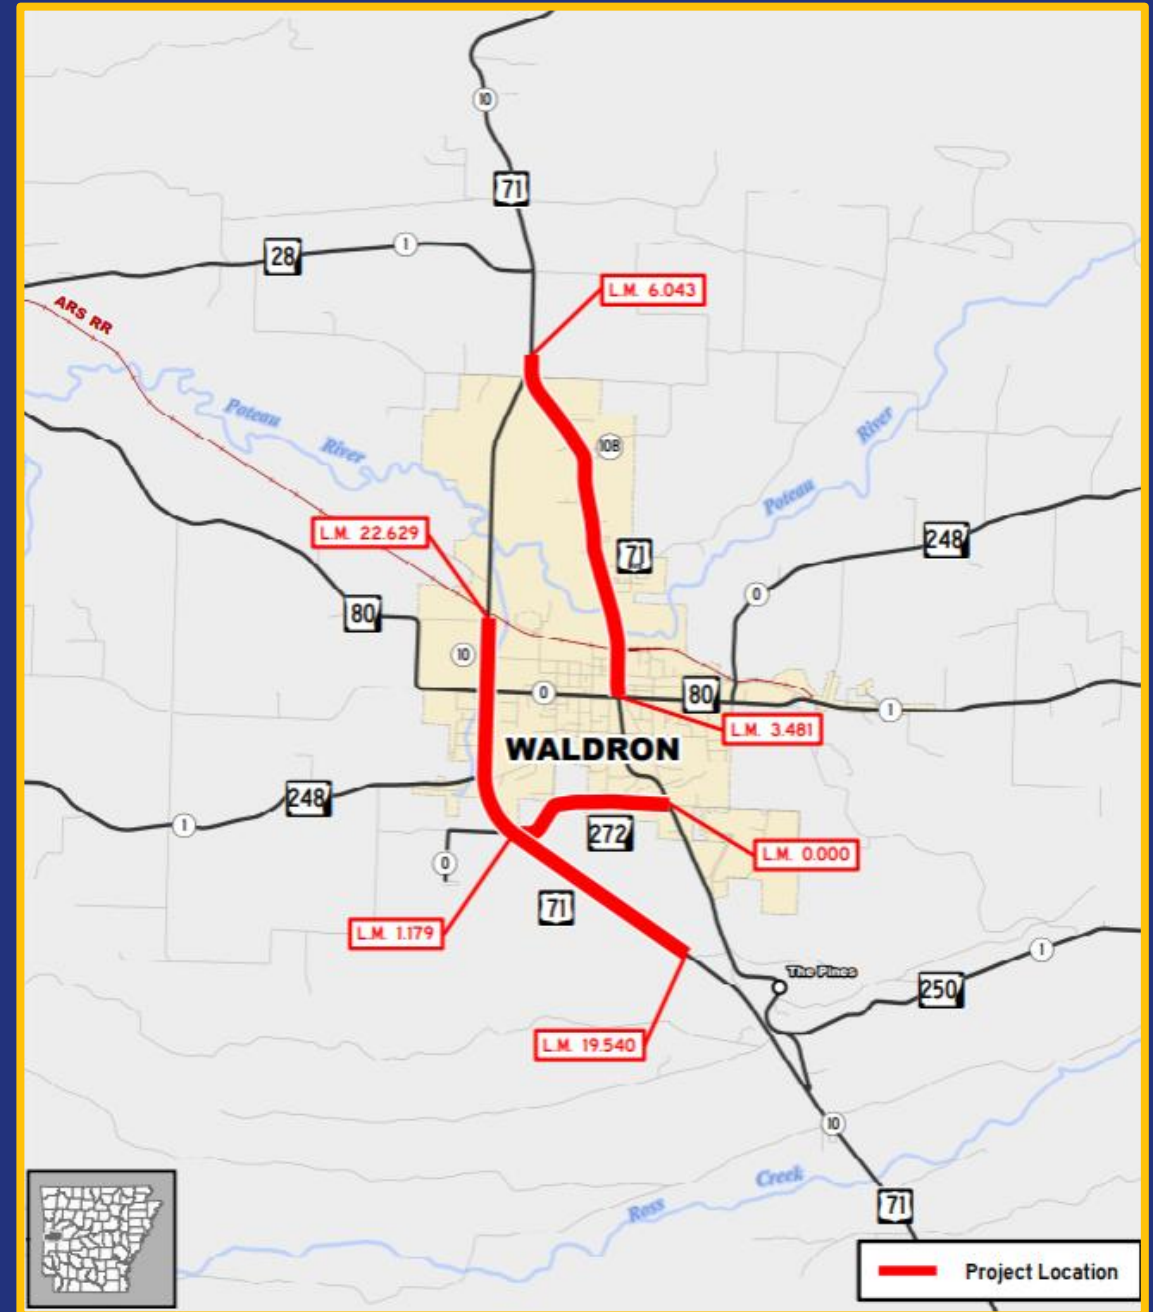 10
71
28
1
L.M. 6.043
ARS RR
Poteau
River
10B
River
Poteau
L.M. 22.629
71
248
0
80
10
0
80
1
L.M. 3.481
WALDRON
248
1
272
0
L.M. 0.000
71
L.M. 1.179
The Pines
1
250
L.M. 19.540
10
Creek
Ross
71
Project Location